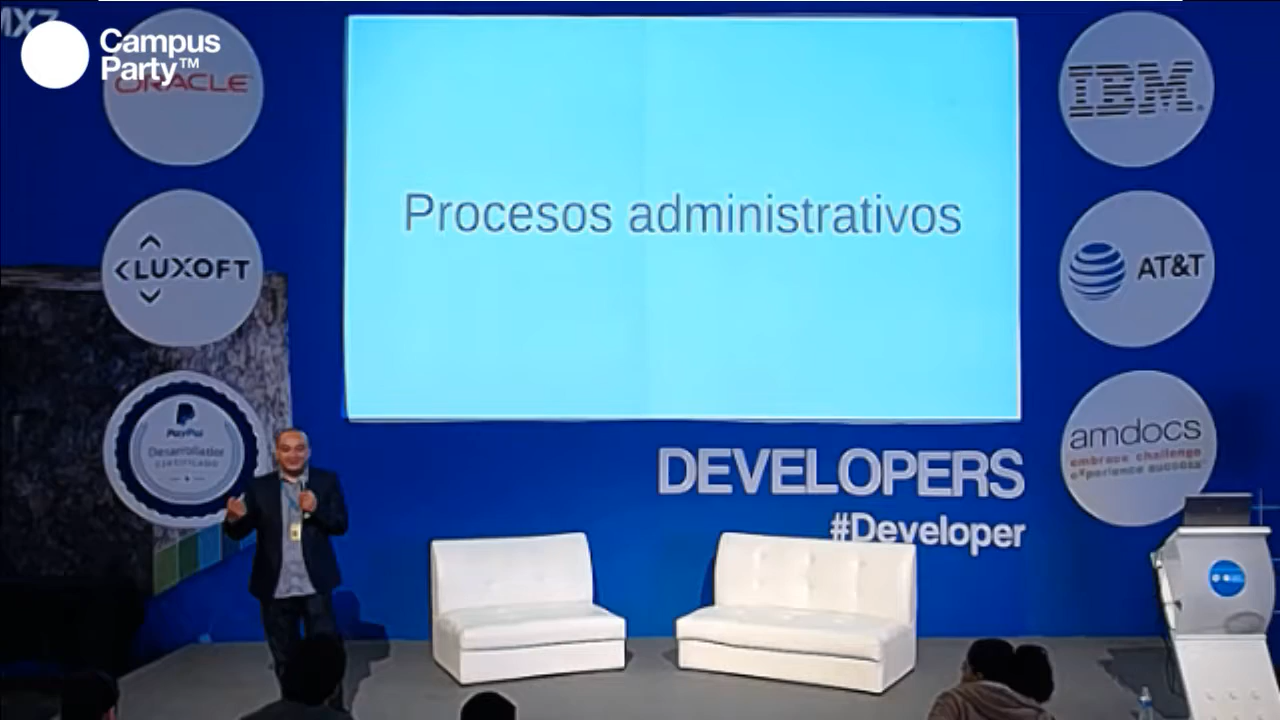 MX7
Campus
Party™
ORACLE
LUXOFT
PayPal
Desarrollador
CERTIFICADO
Procesos administrativos
IBM
AT&T
amdocs
embrace challenge
experience success
DEVELOPERS
#Developer